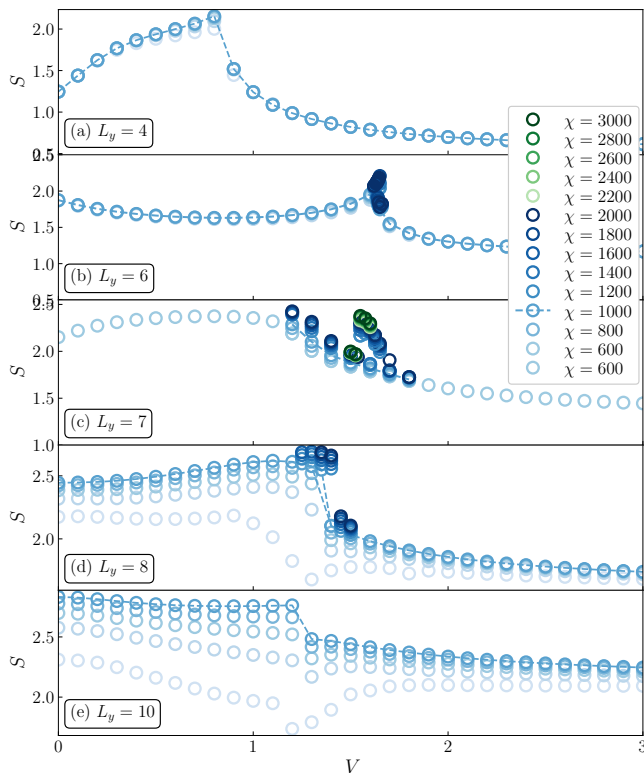 2.0
1.5
1.0
0.5
S
(a) L_y = 4
χ = 3000
χ = 2800
χ = 2600
χ = 2400
χ = 2200
χ = 2000
χ = 1800
χ = 1600
χ = 1400
χ = 1200
χ = 1000
χ = 800
χ = 600
χ = 600
2.5
2.0
1.5
1.0
0.5
S
(b) L_y = 6
2.5
2.0
1.5
1.0
S
(c) L_y = 7
2.5
2.0
S
(d) L_y = 8
2.5
2.0
S
(e) L_y = 10
0 1 2 3
V